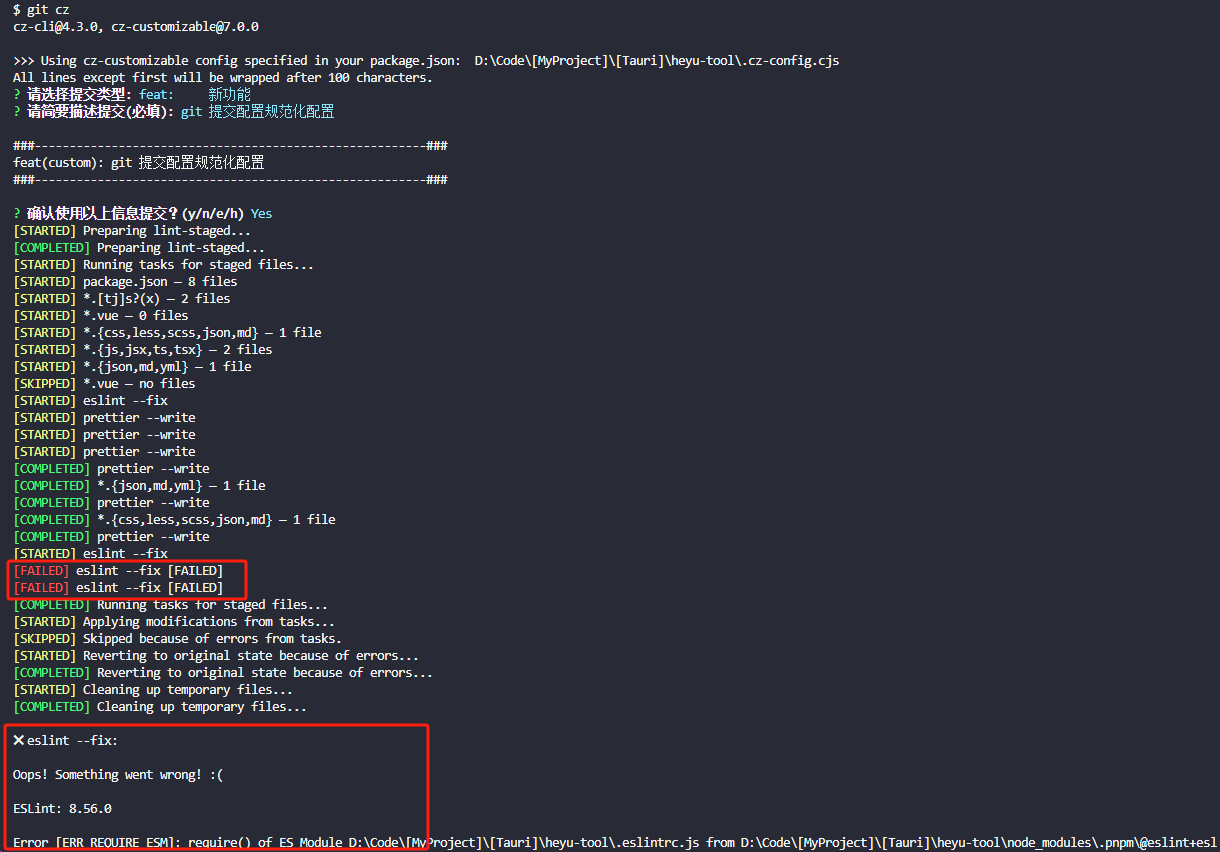 $ git cz
cz-cli@4.3.0, cz-customizable@7.0.0
>>> Using cz-customizable config specified in your package.json:  D:\Code\[MyProject]\[Tauri]\heyu-tool\.cz-config.cjs
All lines except first will be wrapped after 100 characters.
? 请选择提交类型: feat:     新功能
? 请简要描述提交(必填): git 提交配置规范化配置
###--------------------------------------------------------###
feat(custom): git 提交配置规范化配置
###--------------------------------------------------------###
? 确认使用以上信息提交？(y/n/e/h) Yes
[STARTED] Preparing lint-staged...
[COMPLETED] Preparing lint-staged...
[STARTED] Running tasks for staged files...
[STARTED] package.json — 8 files
[STARTED] *.[tj]s?(x) — 2 files
[STARTED] *.vue — 0 files
[STARTED] *.{css,less,scss,json,md} — 1 file
[STARTED] *.{js,jsx,ts,tsx} — 2 files
[STARTED] *.{json,md,yml} — 1 file
[SKIPPED] *.vue — no files
[STARTED] eslint --fix
[STARTED] prettier --write
[STARTED] prettier --write
[STARTED] prettier --write
[COMPLETED] prettier --write
[COMPLETED] *.{json,md,yml} — 1 file
[COMPLETED] prettier --write
[COMPLETED] *.{css,less,scss,json,md} — 1 file
[COMPLETED] prettier --write
[STARTED] eslint --fix
[FAILED] eslint --fix [FAILED]
[FAILED] eslint --fix [FAILED]
[COMPLETED] Running tasks for staged files...
[STARTED] Applying modifications from tasks...
[SKIPPED] Skipped because of errors from tasks.
[STARTED] Reverting to original state because of errors...
[COMPLETED] Reverting to original state because of errors...
[STARTED] Cleaning up temporary files...
[COMPLETED] Cleaning up temporary files...
✖ eslint --fix:
Oops! Something went wrong! :(
ESLint: 8.56.0
Error [ERR_REQUIRE_ESM]: require() of ES Module D:\Code\[MyProject]\[Tauri]\heyu-tool\.eslintrc.js from D:\Code\[MyProject]\[Tauri]\heyu-tool\node_modules\.pnpm\@eslint+esl